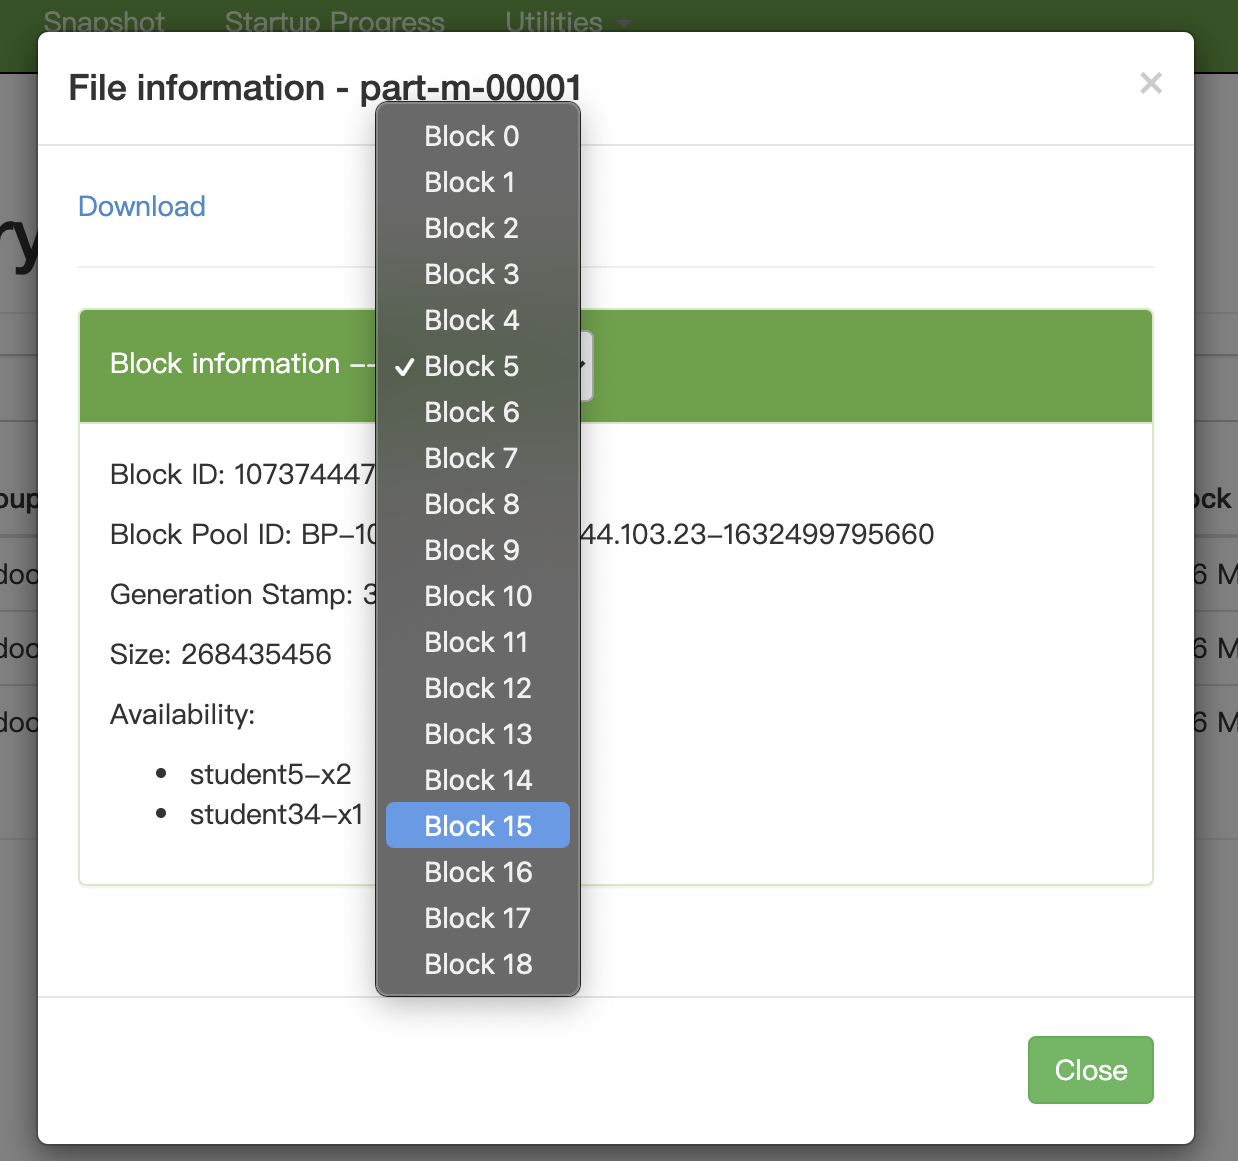 Snapshot Startup Progress Utilities
File information - part-m-00001
×
Download
Block information --
Block ID: 107374447
Block Pool ID: BP-10 44.103.23-1632499795660
Generation Stamp: 3
Size: 268435456
Availability:
student5-x2
student34-x1
Block 0
Block 1
Block 2
Block 3
Block 4
✓ Block 5
Block 6
Block 7
Block 8
Block 9
Block 10
Block 11
Block 12
Block 13
Block 14
Block 15
Block 16
Block 17
Block 18
Close